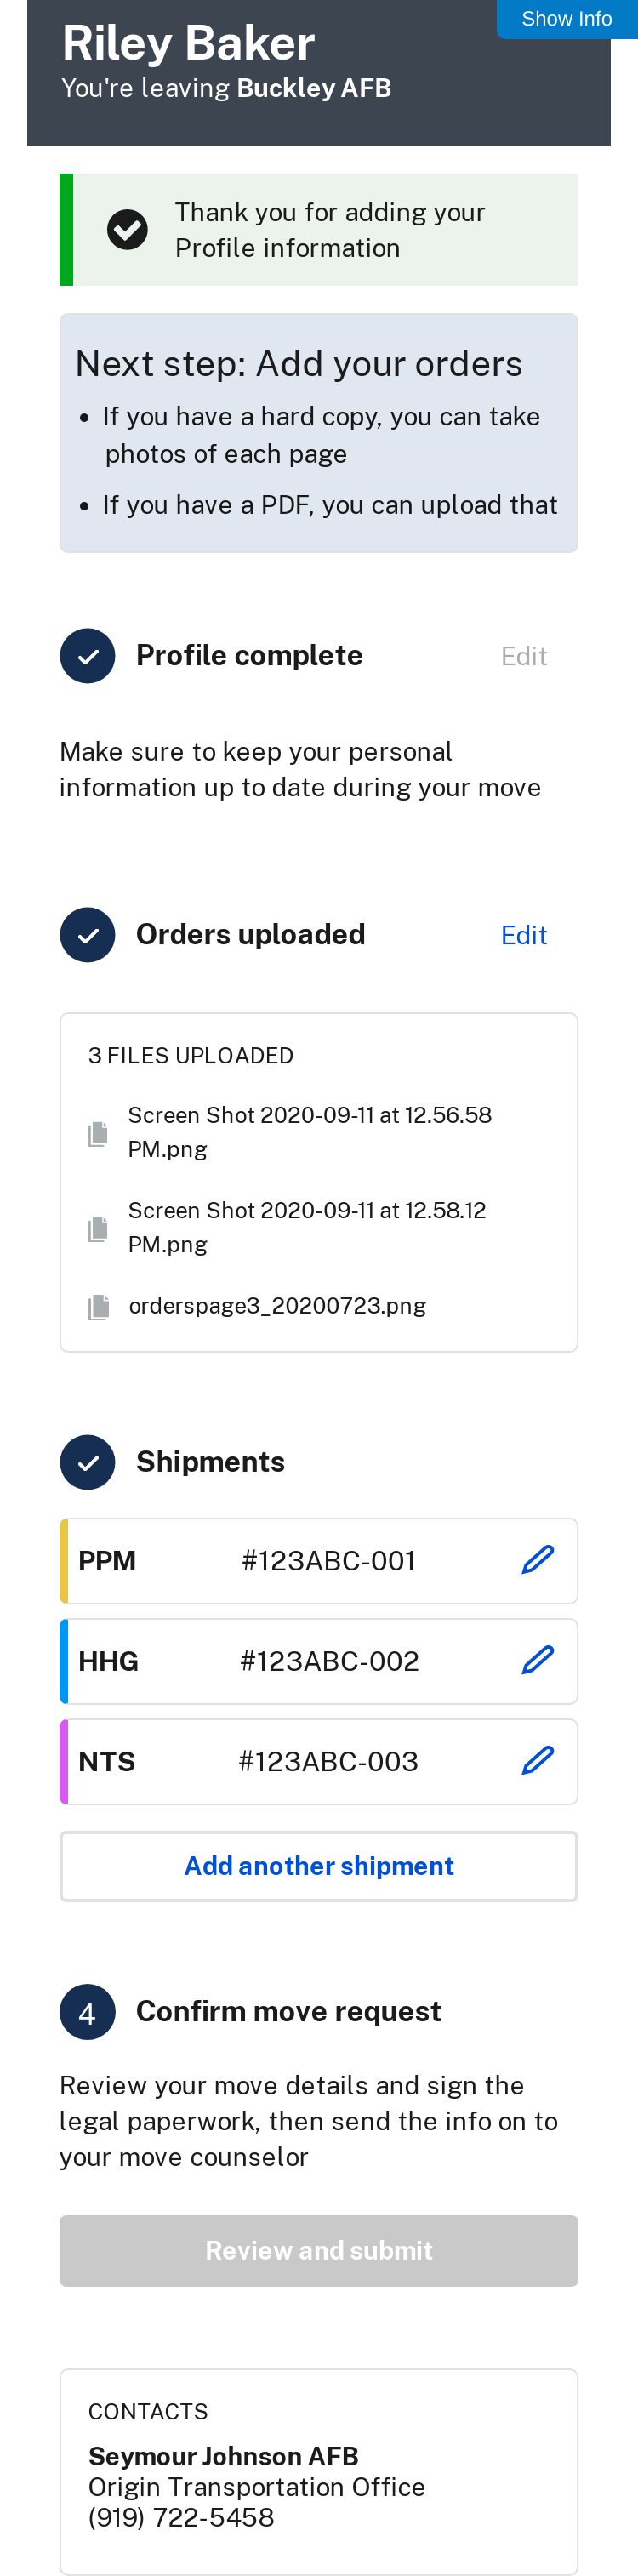 Show Info
Riley Baker
You're leaving Buckley AFB
Thank you for adding your
Profile information
Next step: Add your orders
• If you have a hard copy, you can take
photos of each page
• If you have a PDF, you can upload that
Profile complete Edit
Make sure to keep your personal
information up to date during your move
Orders uploaded Edit
3 FILES UPLOADED
Screen Shot 2020-09-11 at 12.56.58
PM.png
Screen Shot 2020-09-11 at 12.58.12
PM.png
orderspage3_20200723.png
Shipments
PPM #123ABC-001
HHG #123ABC-002
NTS #123ABC-003
Add another shipment
4 Confirm move request
Review your move details and sign the
legal paperwork, then send the info on to
your move counselor
Review and submit
CONTACTS
Seymour Johnson AFB
Origin Transportation Office
(919) 722-5458